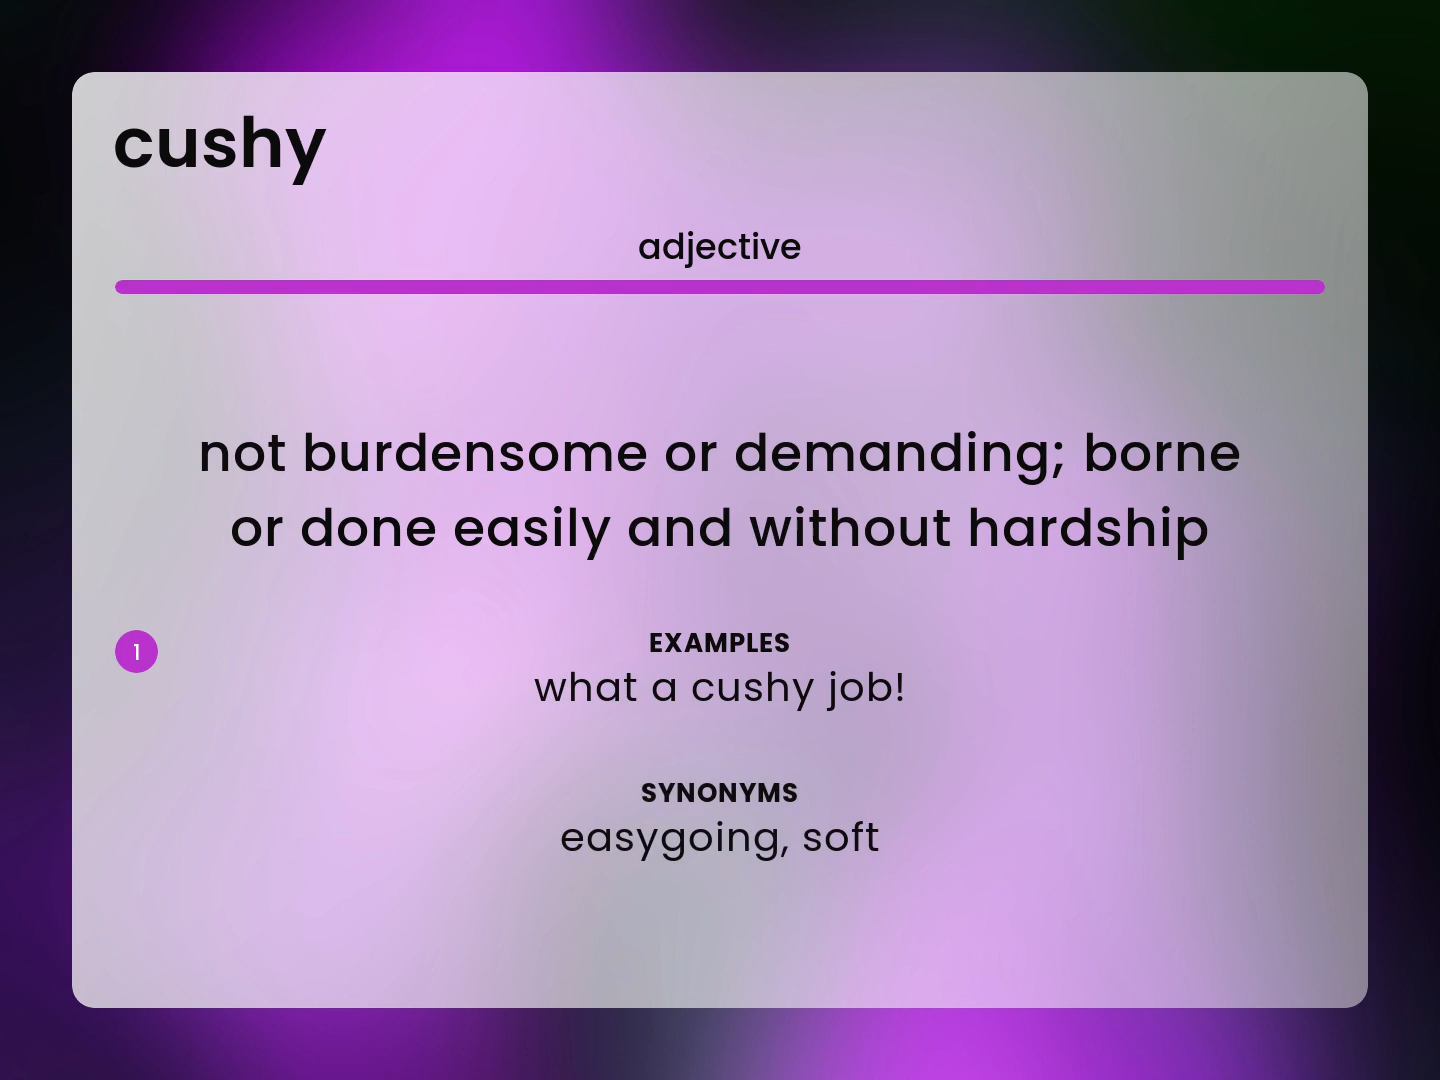 cushy
adjective
not burdensome or demanding; borne
or done easily and without hardship
1
EXAMPLES
what a cushy job!
SYNONYMS
easygoing, soft